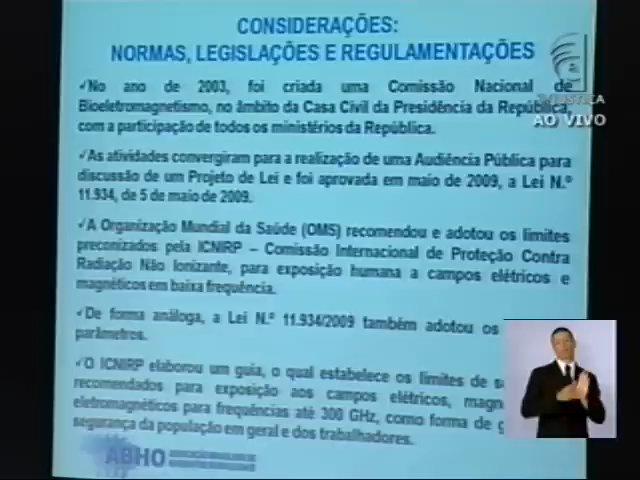 CONSIDERAÇÕES:
NORMAS, LEGISLAÇÕES E REGULAMENTAÇÕES
✓No ano de 2003, foi criada uma Comissão Nacional de
Bioeletromagnetismo, no âmbito da Casa Civil da Presidência da República,
com a participação de todos os ministérios da República.
AO VIVO
✓As atividades convergiram para a realização de uma Audiência Pública para
discussão de um Projeto de Lei e foi aprovada em maio de 2009, a Lei N.º
11.934, de 5 de maio de 2009.
✓A Organização Mundial da Saúde (OMS) recomendou e adotou os limites
preconizados pela ICNIRP – Comissão Internacional de Proteção Contra
Radiação Não Ionizante, para exposição humana a campos elétricos e
magnéticos em baixa frequência.
✓De forma análoga, a Lei N.º 11.934/2009 também adotou os
parâmetros.
✓O ICNIRP elaborou um guia, o qual estabelece os limites de
recomendados para exposição aos campos elétricos,
eletromagnéticos para frequências até 300 GHz, como forma de
segurança da população em geral e dos trabalhadores.
ABHO